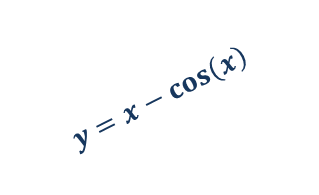 y = x − cos(x)